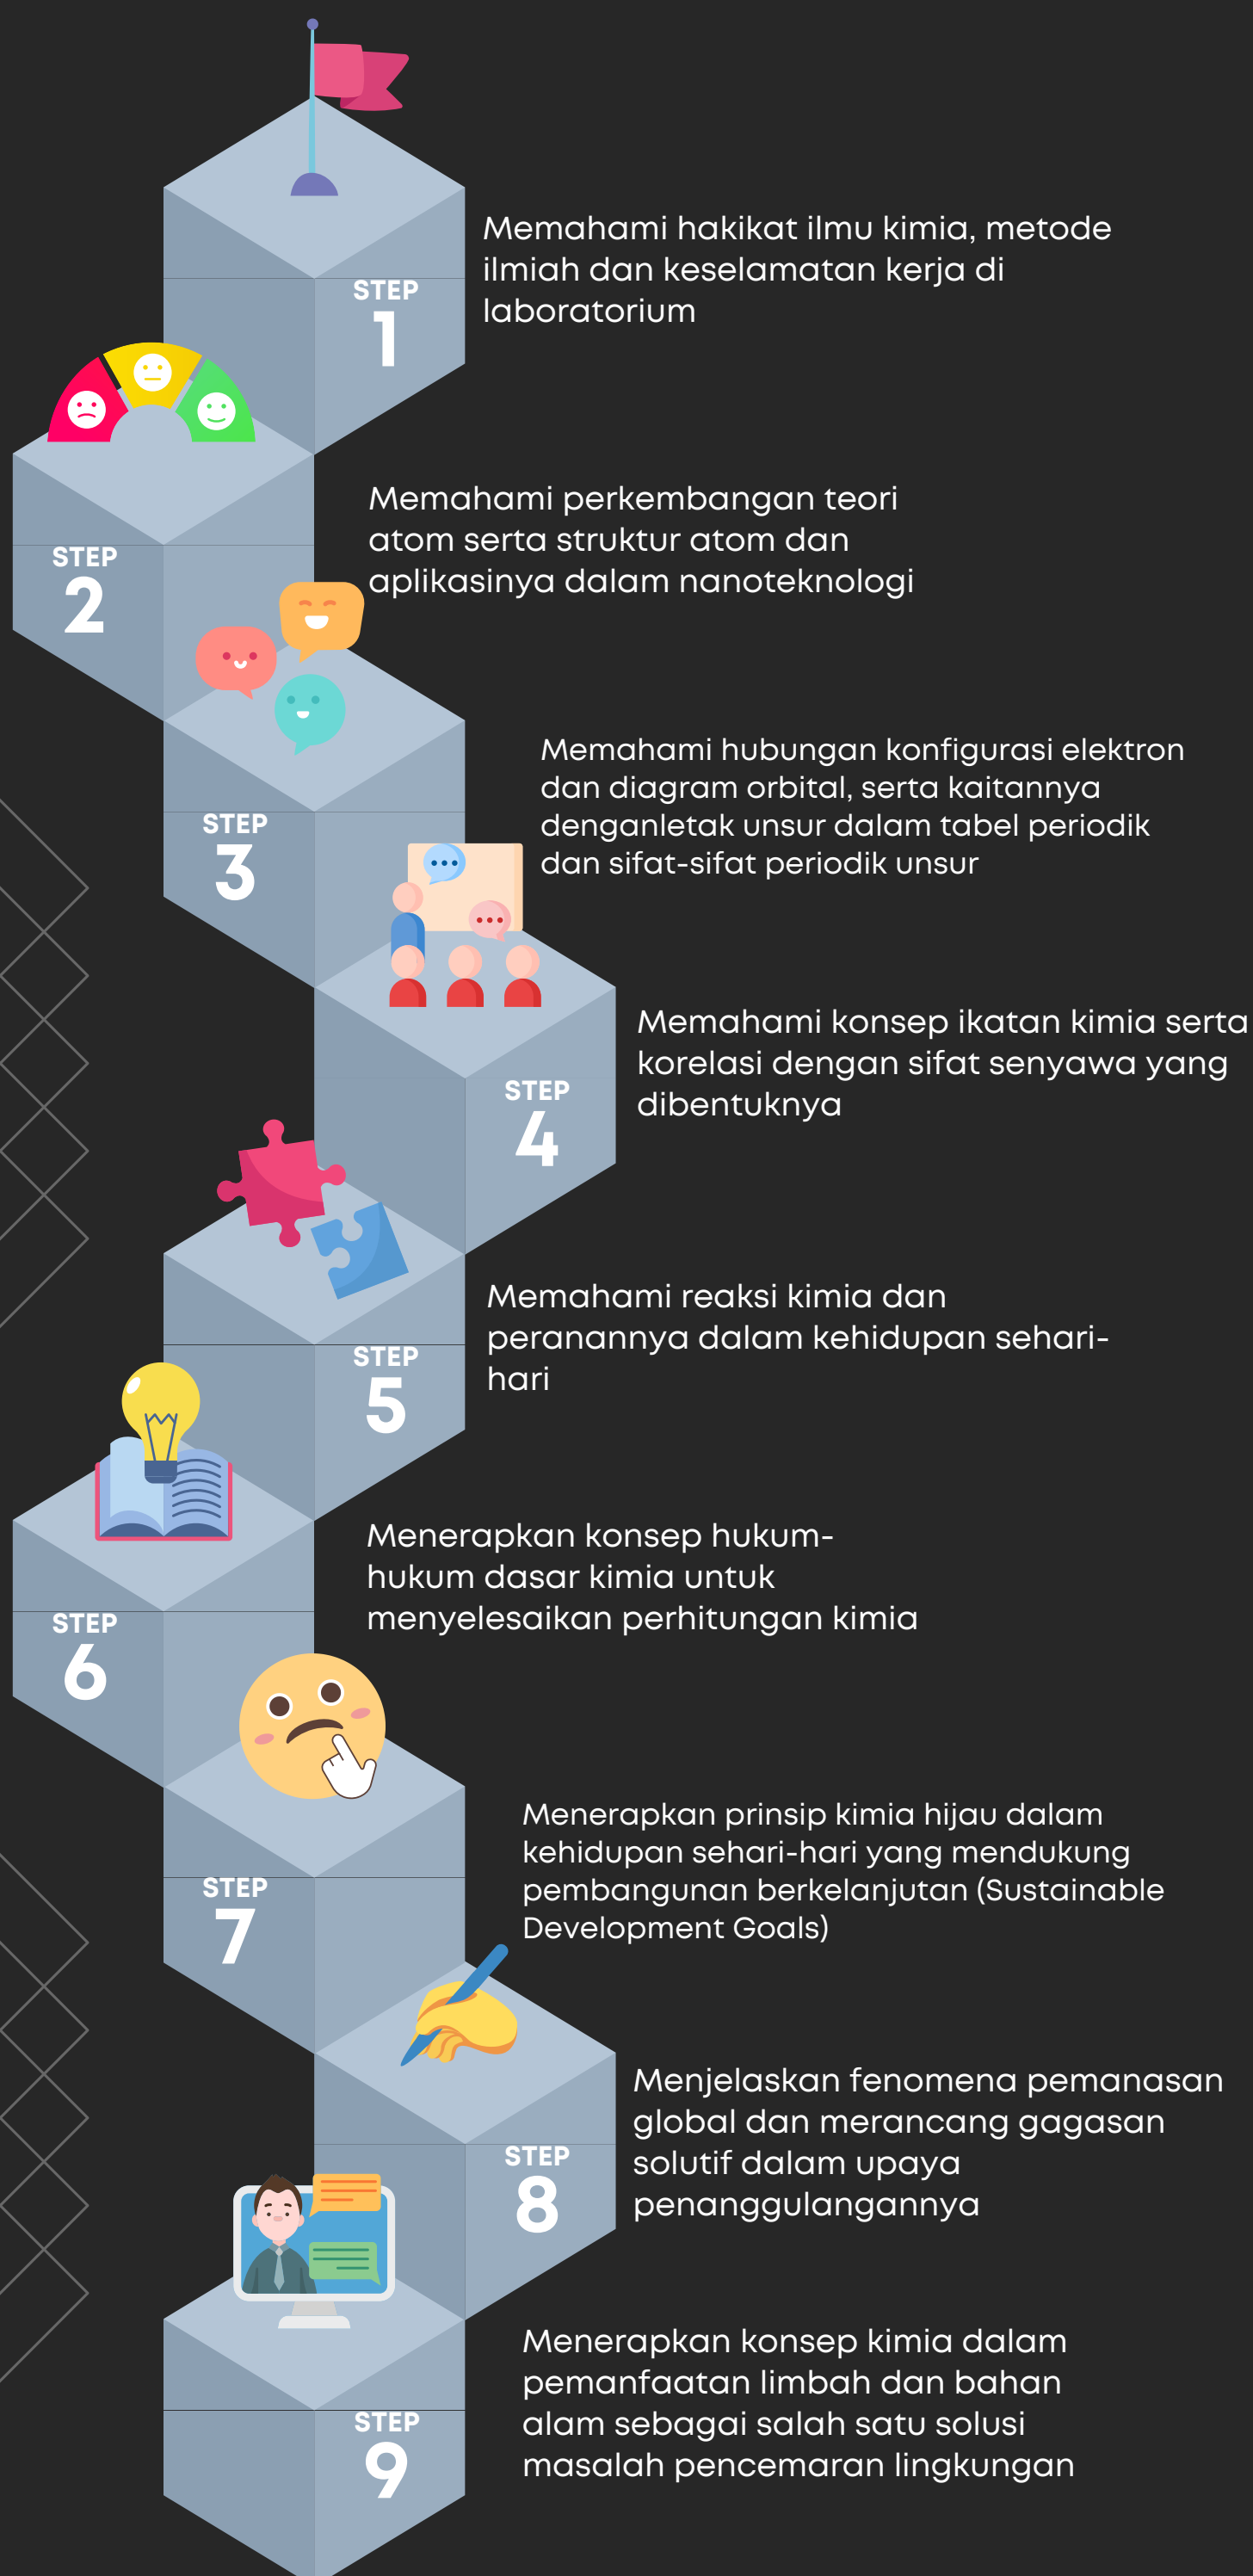 STEP
1
Memahami hakikat ilmu kimia, metode
ilmiah dan keselamatan kerja di
laboratorium
STEP
2
Memahami perkembangan teori
atom serta struktur atom dan
aplikasinya dalam nanoteknologi
STEP
3
Memahami hubungan konfigurasi elektron
dan diagram orbital, serta kaitannya
denganletak unsur dalam tabel periodik
dan sifat-sifat periodik unsur
STEP
4
Memahami konsep ikatan kimia serta
korelasi dengan sifat senyawa yang
dibentuknya
STEP
5
Memahami reaksi kimia dan
peranannya dalam kehidupan sehari-
hari
STEP
6
Menerapkan konsep hukum-
hukum dasar kimia untuk
menyelesaikan perhitungan kimia
STEP
7
Menerapkan prinsip kimia hijau dalam
kehidupan sehari-hari yang mendukung
pembangunan berkelanjutan (Sustainable
Development Goals)
STEP
8
Menjelaskan fenomena pemanasan
global dan merancang gagasan
solutif dalam upaya
penanggulangannya
STEP
9
Menerapkan konsep kimia dalam
pemanfaatan limbah dan bahan
alam sebagai salah satu solusi
masalah pencemaran lingkungan